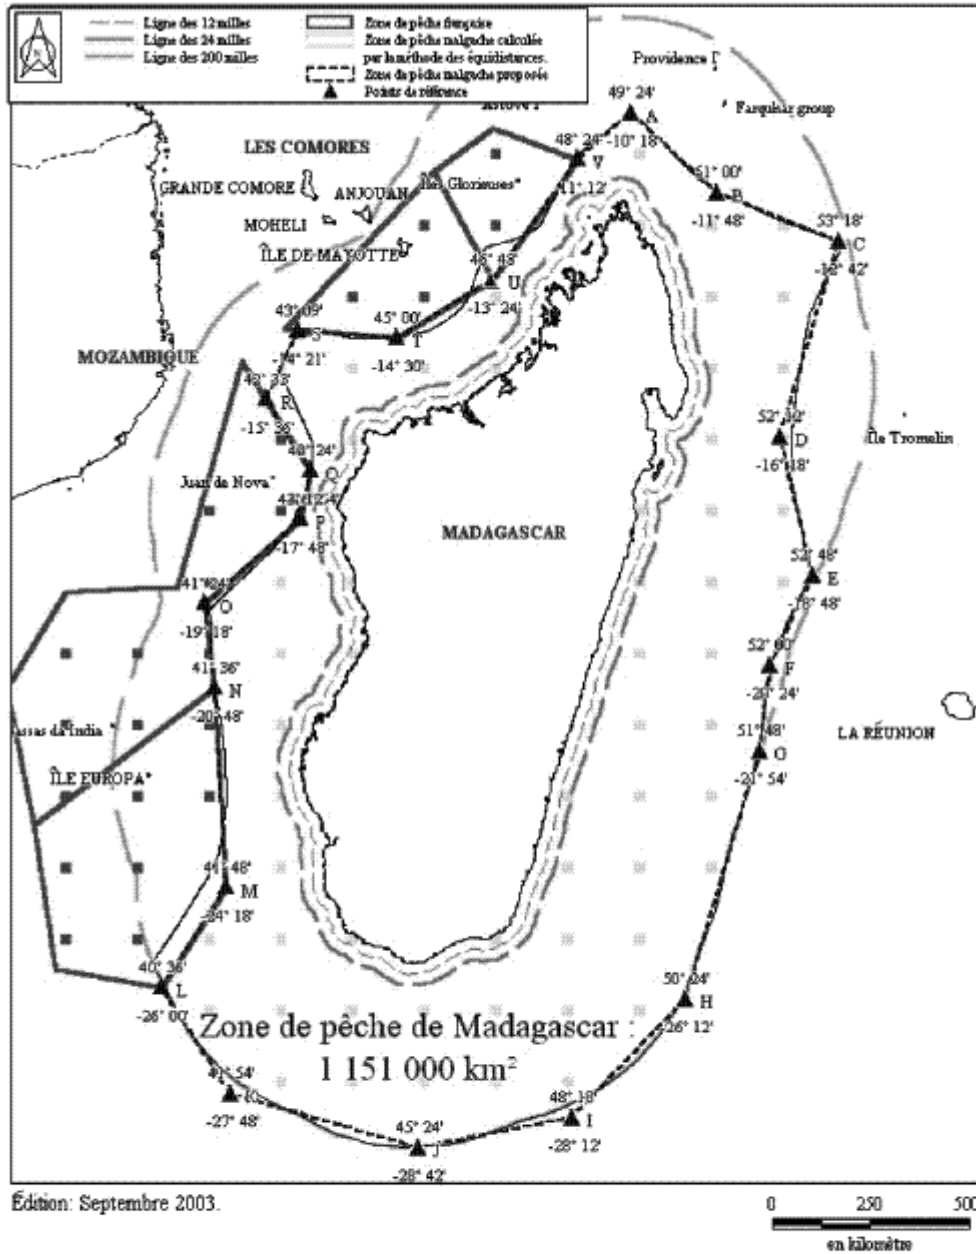 Ligne des 12 milles
Ligne des 24 milles
Ligne des 200 milles
Zone de pêche française
Zone de pêche malgache calculée
par la méthode des équidistances.
Zone de pêche malgache proposée
Points de référence
N
Providence I
Farquhar group
49° 24'
A
-10° 18'
LES COMORES
48° 24'
V
-11° 12'
GRANDE COMORE
ANJOUAN
Îles Glorieuses
51° 00'
B
-11° 48'
MOHELI
ÎLE DE MAYOTTE
53° 18'
C
-12° 42'
46° 48'
U
-13° 24'
43° 09'
S
-14° 21'
45° 00'
T
-14° 30'
MOZAMBIQUE
R
-15° 36'
52° 12'
D
-16° 18'
Île Tromelin
Q
Juan de Nova
P
-17° 48'
MADAGASCAR
52° 48'
E
-18° 48'
41° 24'
O
-19° 18'
52° 00'
F
-20° 24'
41° 36'
N
-20° 48'
51° 48'
G
-21° 54'
LA RÉUNION
assas da India
ÎLE EUROPA
41° 48'
M
-24° 18'
40° 36'
L
-26° 00'
50° 24'
H
-26° 12'
Zone de pêche de Madagascar :
1 151 000 km²
41° 54'
K
-27° 48'
48° 18'
I
-28° 12'
45° 24'
J
-28° 42'
Édition: Septembre 2003.
0 250 500
en kilomètre